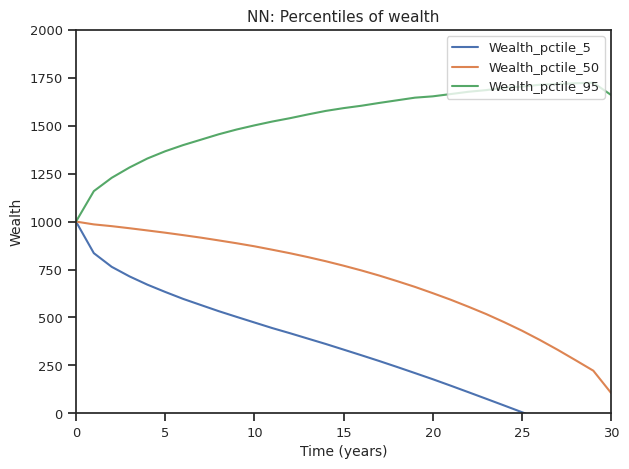 NN: Percentiles of wealth
2000
1750
1500
1250
1000
750
500
250
0
Wealth
Wealth_pctile_5
Wealth_pctile_50
Wealth_pctile_95
0 5 10 15 20 25 30
Time (years)